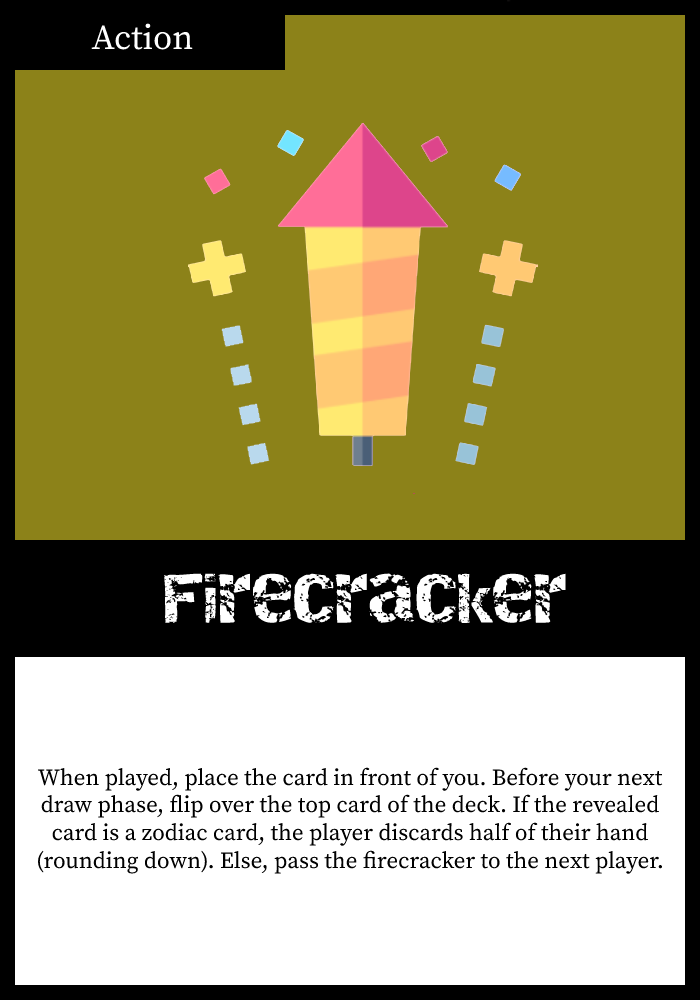 Action
Firecracker
When played, place the card in front of you. Before your next
draw phase, flip over the top card of the deck. If the revealed
card is a zodiac card, the player discards half of their hand
(rounding down). Else, pass the firecracker to the next player.